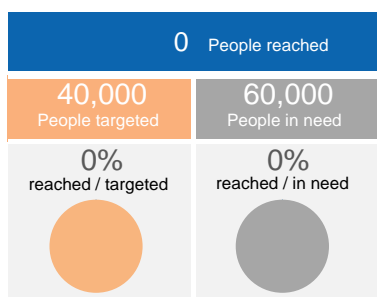 0 People reached
40,000
People targeted
60,000
People in need
0%
reached / targeted
0%
reached / in need